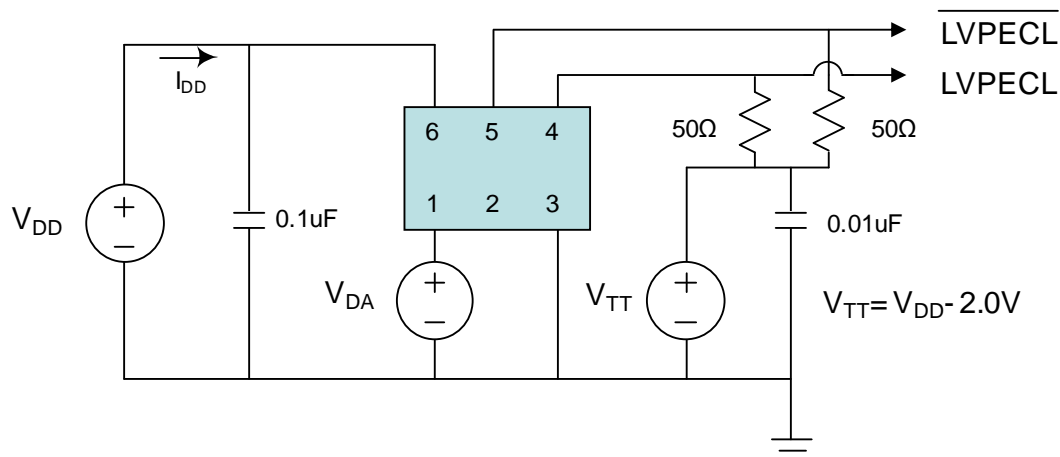 LVPECL
I_DD
LVPECL
6 5 4
50Ω 50Ω
1 2 3
V_DD
0.1uF
0.01uF
V_DA
V_TT
V_TT= V_DD- 2.0V